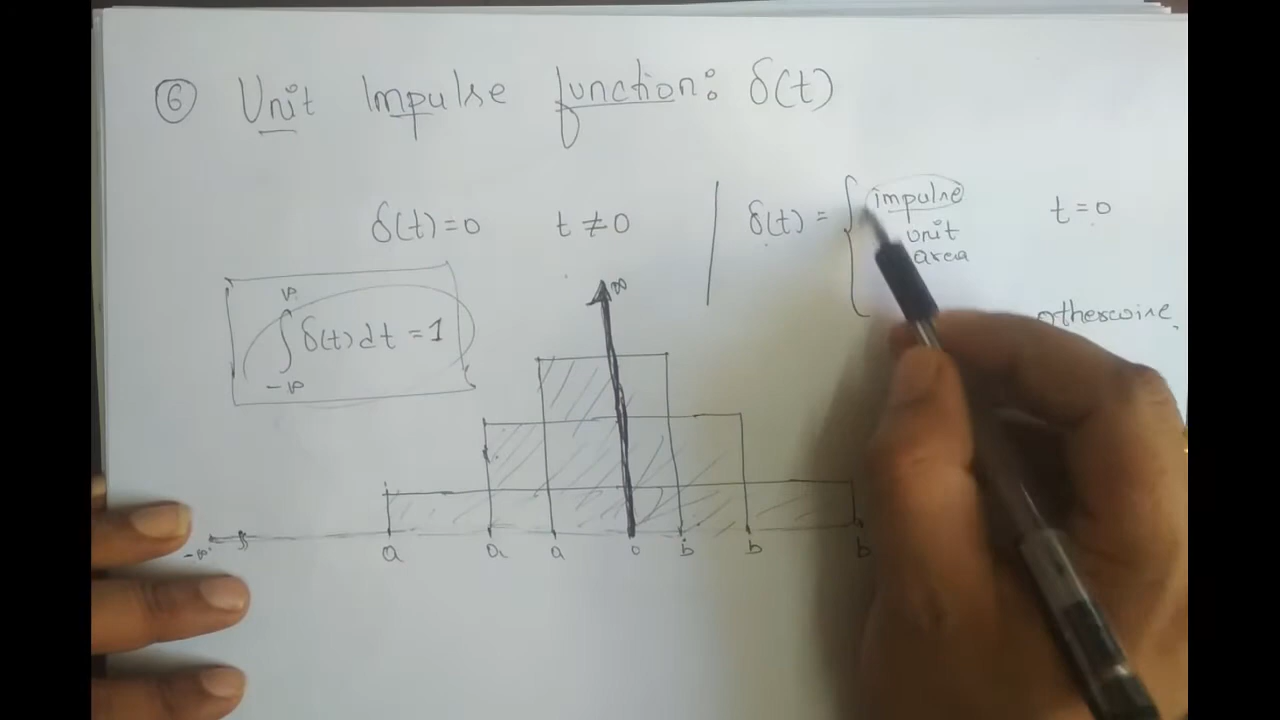 ⑥ Unit Impulse function: δ(t)
δ(t)=0 t ≠ 0
δ(t) = { impulse t=0
unit
area
otherwise.
∞
∫ δ(t)dt = 1
-∞
∞
-∞ a a a 0 b b b